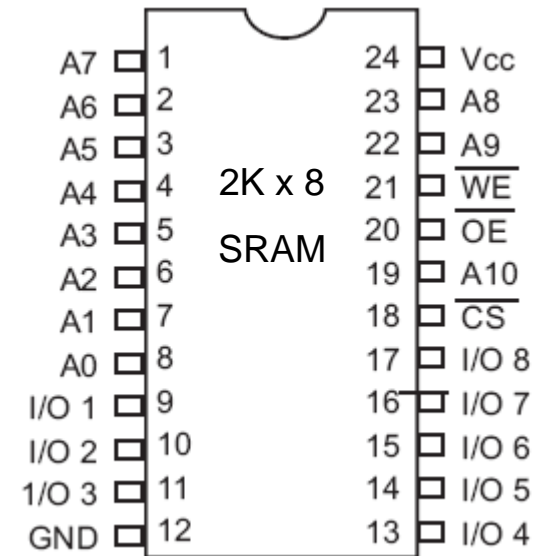 A7 1 24 Vcc
A6 2 23 A8
A5 3 22 A9
A4 4 2K x 8 21 WE
A3 5 SRAM 20 OE
A2 6 19 A10
A1 7 18 CS
A0 8 17 I/O 8
I/O 1 9 16 I/O 7
I/O 2 10 15 I/O 6
1/O 3 11 14 I/O 5
GND 12 13 I/O 4